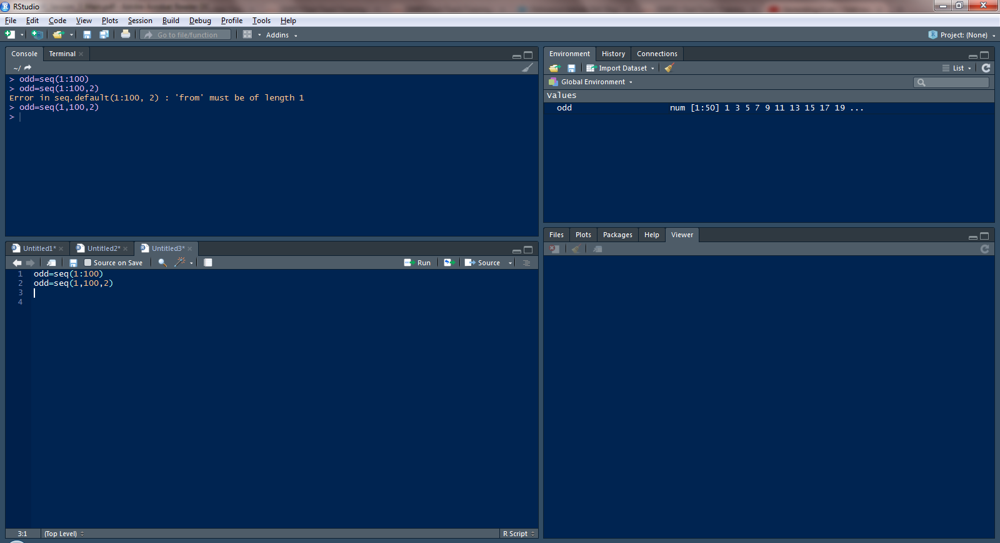 RStudio
File Edit Code View Plots Session Build Debug Profile Tools Help
Go to file/function Addins Project: (None)
Console Terminal
~/
> odd=seq(1:100)
> odd=seq(1:100,2)
Error in seq.default(1:100, 2) : 'from' must be of length 1
> odd=seq(1,100,2)
>
Environment History Connections
Import Dataset List
Global Environment
Values
odd num [1:50] 1 3 5 7 9 11 13 15 17 19 ...
Untitled1* Untitled2* Untitled3*
Source on Save Run Source
1 odd=seq(1:100)
2 odd=seq(1,100,2)
3
4
3:1 (Top Level) R Script
Files Plots Packages Help Viewer